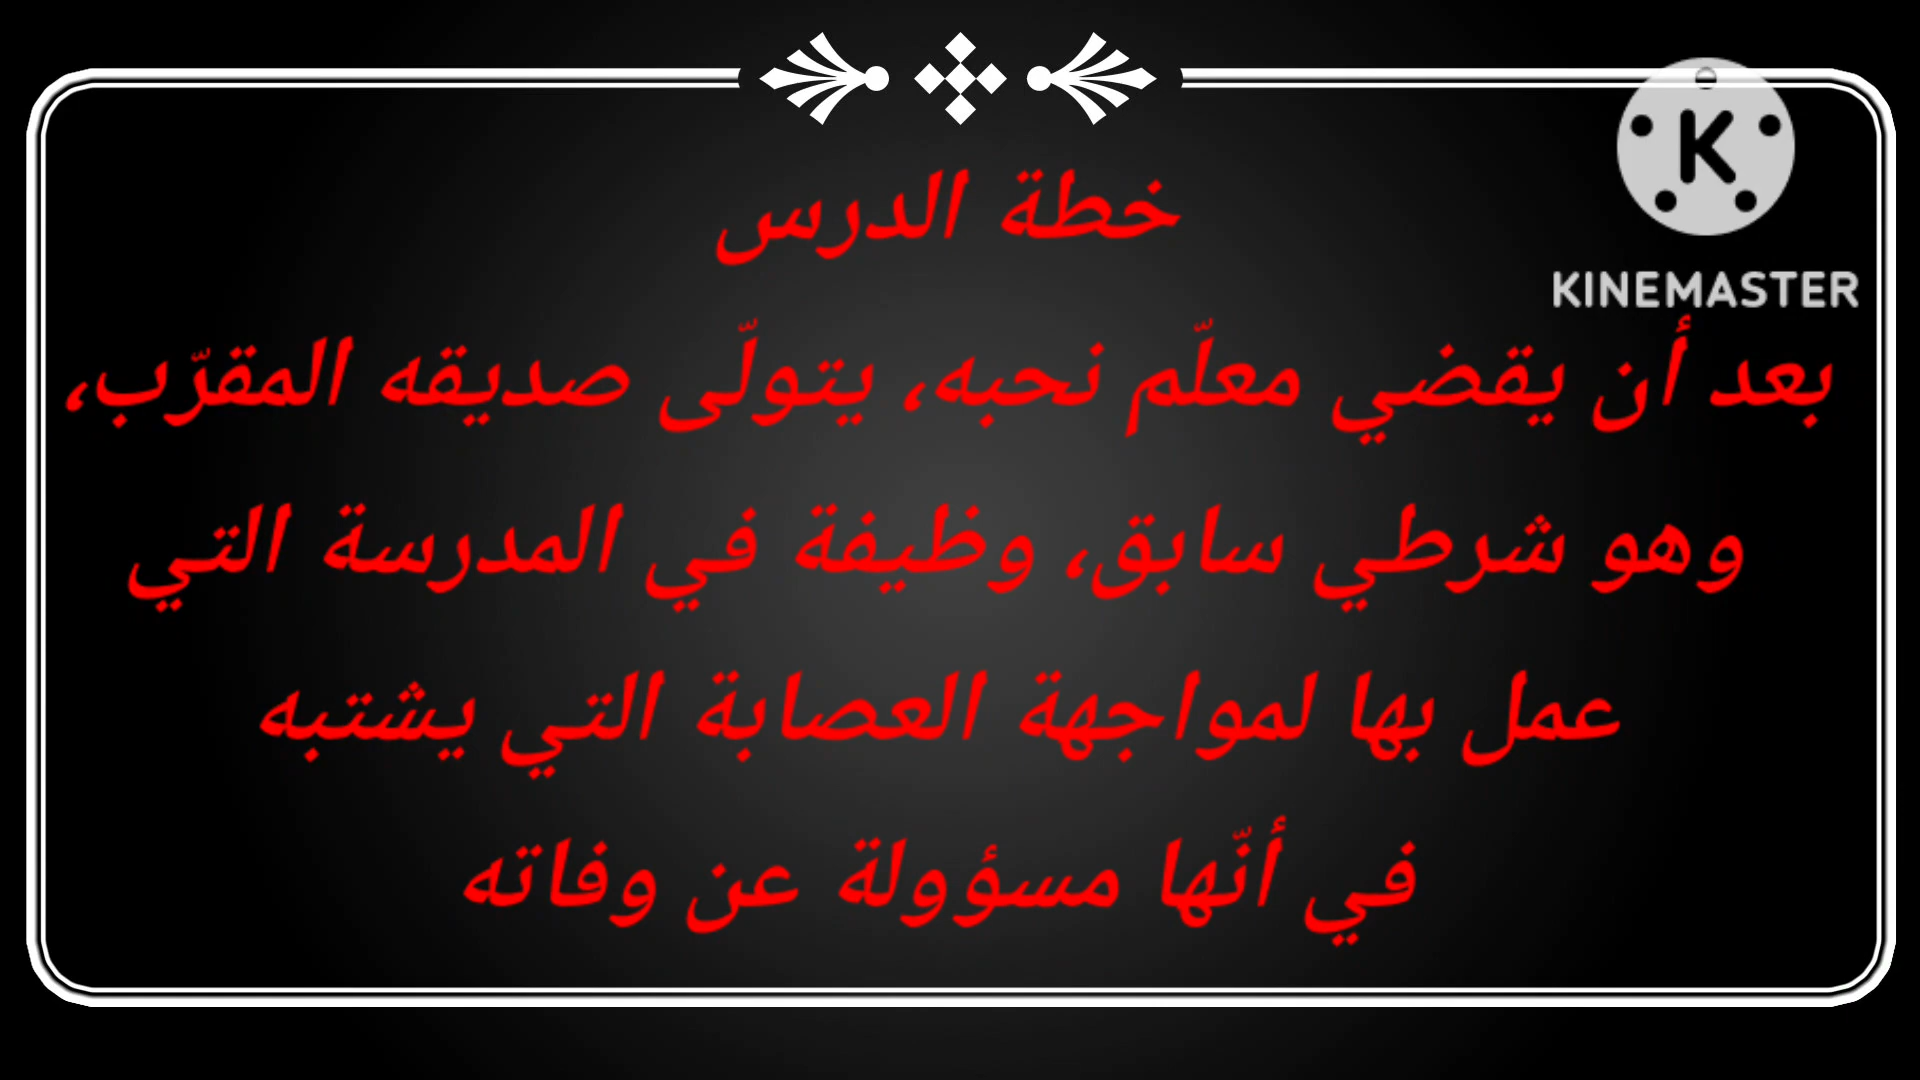 KINEMASTER
خطة الدرس
بعد أن يقضي معلّم نحبه، يتولّى صديقه المقرّب،
وهو شرطي سابق، وظيفة في المدرسة التي
عمل بها لمواجهة العصابة التي يشتبه
في أنّها مسؤولة عن وفاته